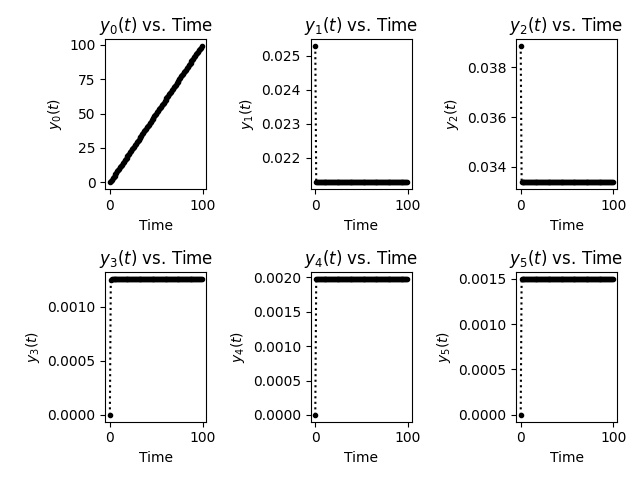 y₀(t) vs. Time
y₁(t) vs. Time
y₂(t) vs. Time
100
75
50
25
0
y₀(t)
0 100
Time
0.025
0.024
0.023
0.022
y₁(t)
0 100
Time
0.038
0.036
0.034
y₂(t)
0 100
Time
y₃(t) vs. Time
y₄(t) vs. Time
y₅(t) vs. Time
0.0010
0.0005
0.0000
y₃(t)
0 100
Time
0.0020
0.0015
0.0010
0.0005
0.0000
y₄(t)
0 100
Time
0.0015
0.0010
0.0005
0.0000
y₅(t)
0 100
Time